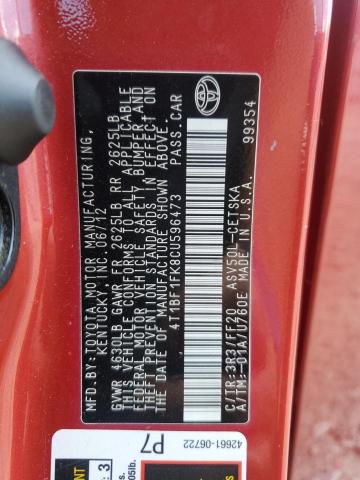 MFD. BY:TOYOTA MOTOR MANUFACTURING,
KENTUCKY, INC. 06/12
GVWR 4630LB GAWR FR 2625LB RR 2625LB
THIS VEHICLE CONFORMS TO ALL APPLICABLE
FEDERAL MOTOR VEHICLE SAFETY, BUMPER, AND
THEFT PREVENTION STANDARDS IN EFFECT ON
THE DATE OF MANUFACTURE SHOWN ABOVE.
4T1BF1FK8CU596473 PASS.CAR
C/TR:3R3/FF20 ASV50L-CETSKA
A/TM:-01A/U760E MADE IN U.S.A.
99354
42661-06722
P7
3
005lb.